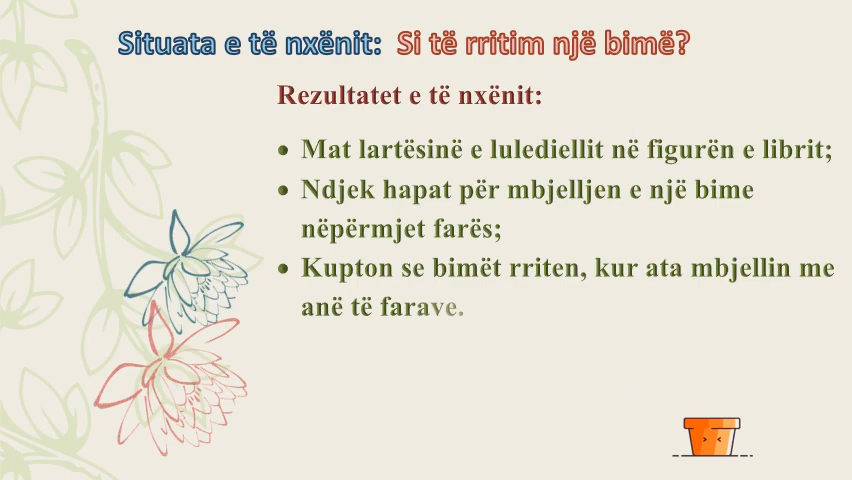 Situata e të nxënit: Si të rritim një bimë?
Rezultatet e të nxënit:
• Mat lartësinë e lulediellit në figurën e librit;
• Ndjek hapat për mbjelljen e një bime
nëpërmjet farës;
• Kupton se bimët rriten, kur ata mbjellin me
anë të farave.